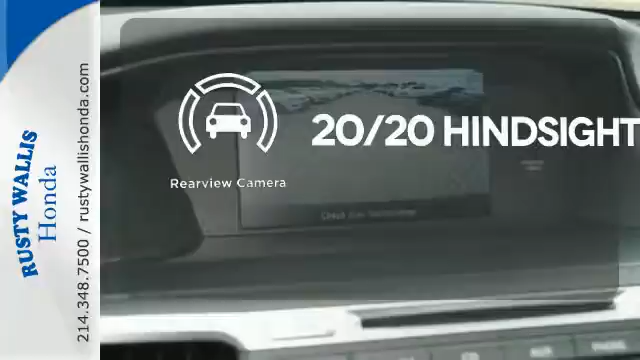 RUSTY WALLIS
Honda
214.348.7500 / rustywallishonda.com
Rearview Camera
20/20 HINDSIGHT